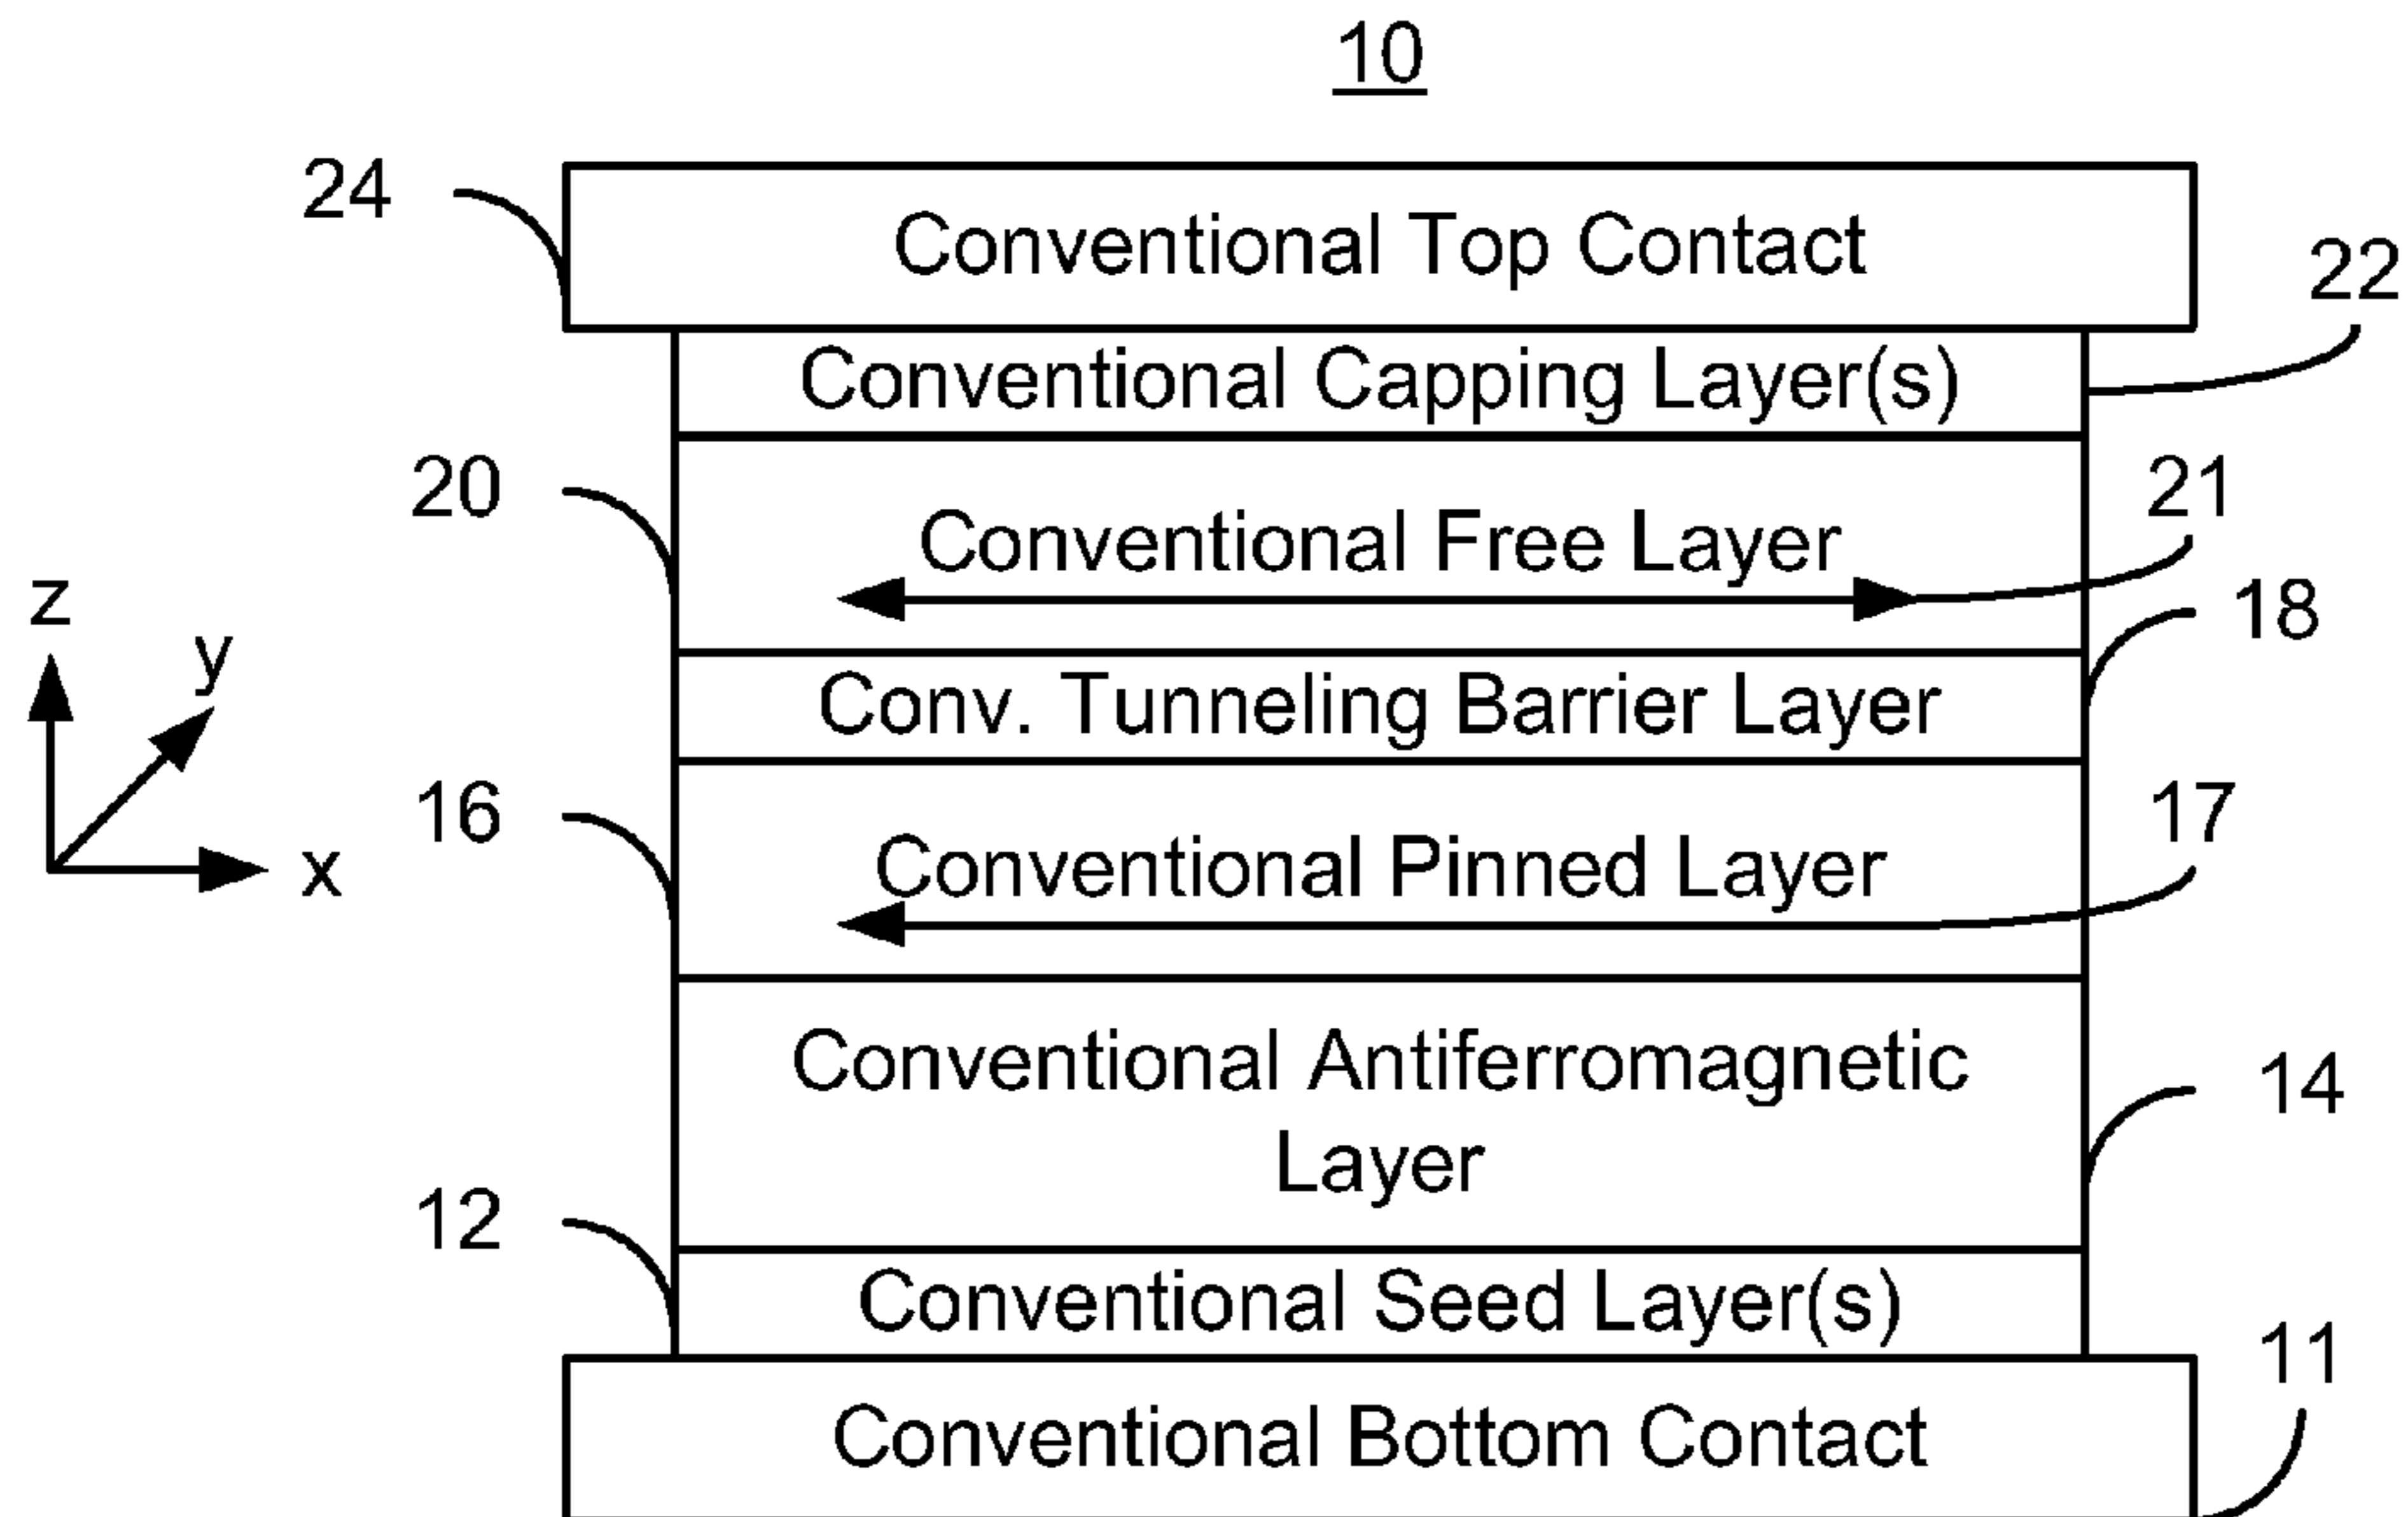 10
24
Conventional Top Contact
22
Conventional Capping Layer(s)
20
21
Conventional Free Layer
z
y
x
18
Conv. Tunneling Barrier Layer
16
17
Conventional Pinned Layer
Conventional Antiferromagnetic
Layer
14
12
Conventional Seed Layer(s)
11
Conventional Bottom Contact